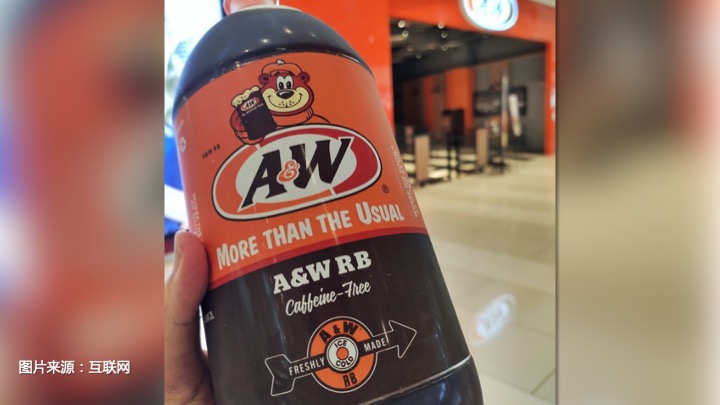 A&W
A&W
A&W RB
A&W
®
MORE THAN THE USUAL
A&W RB
Caffeine-Free
A&W
ICE
COLD
FRESHLY MADE
RB
图片来源：互联网